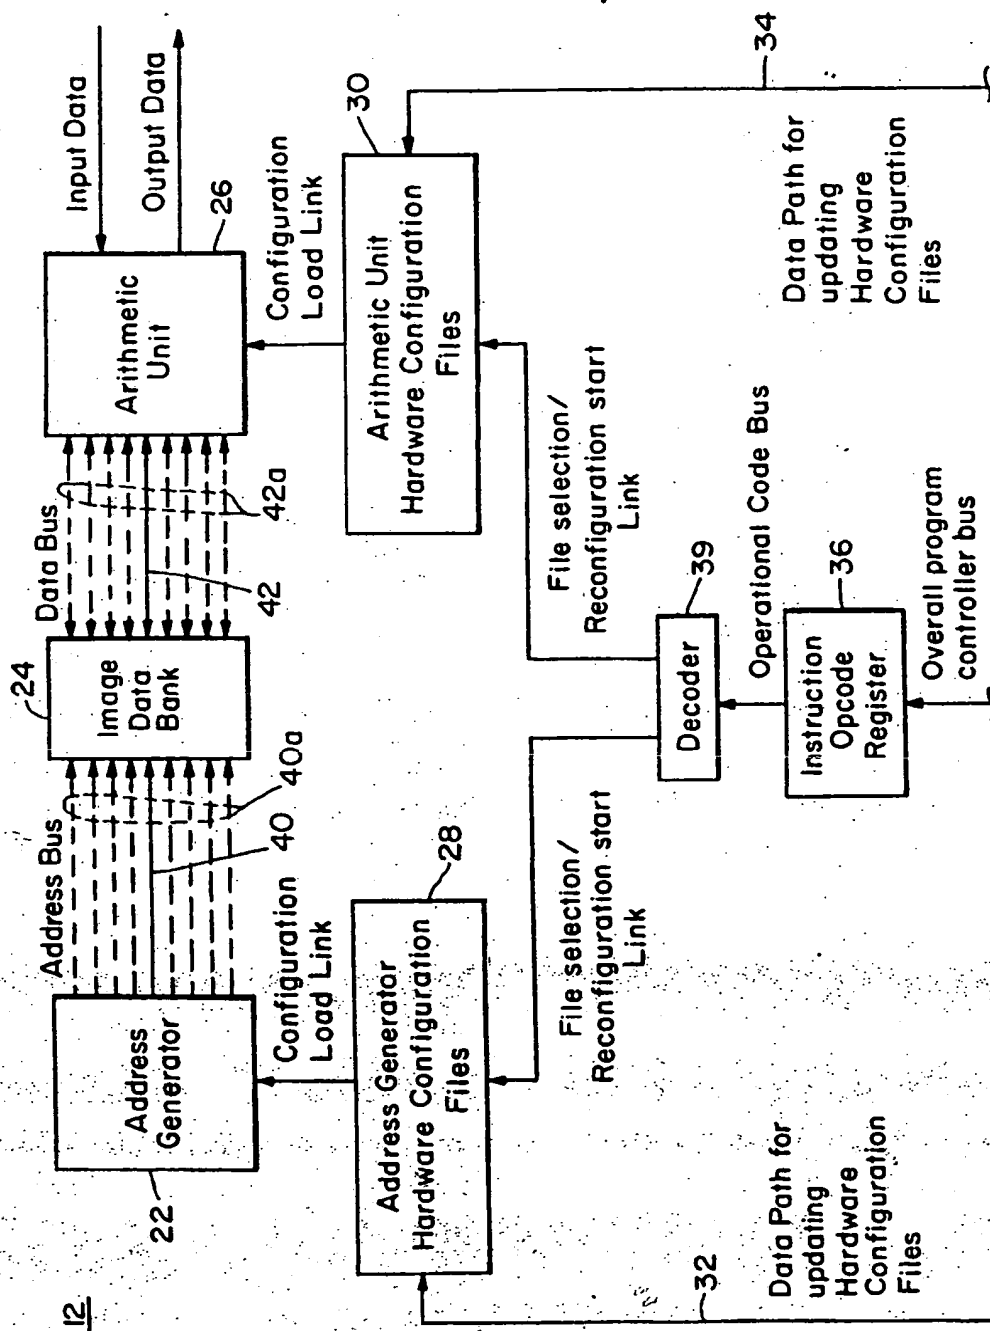 12
22
Address
Generator
Address Bus
40
40a
24
Image
Data
Bank
Data Bus
42
42a
Arithmetic
Unit
26
Input Data
Output Data
Configuration
Load Link
Configuration
Load Link
28
Address Generator
Hardware Configuration
Files
30
Arithmetic Unit
Hardware Configuration
Files
File selection/
Reconfiguration start
Link
File selection/
Reconfiguration start
Link
39
Decoder
Operational Code Bus
36
Instruction
Opcode
Register
Overall program
controller bus
32
Data Path for
updating
Hardware
Configuration
Files
34
Data Path for
updating
Hardware
Configuration
Files